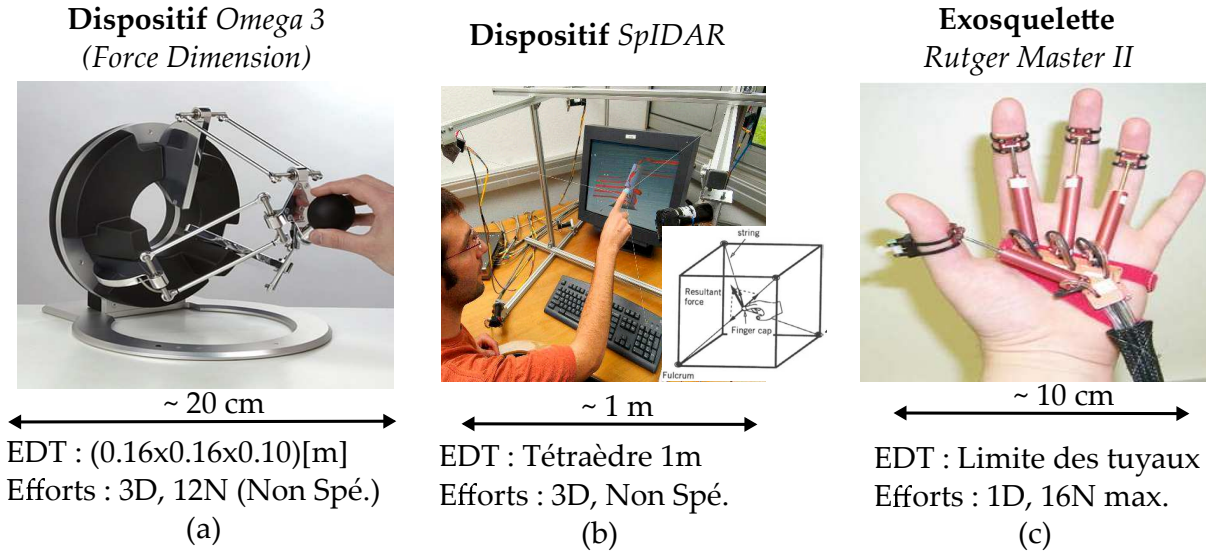 Dispositif Omega 3
(Force Dimension)
Dispositif SpIDAR
Exosquelette
Rutger Master II
string
Resultant
force
Finger cap
Fulcrum
~ 20 cm
~ 1 m
~ 10 cm
EDT : (0.16x0.16x0.10)[m]
Efforts : 3D, 12N (Non Spé.)
(a)
EDT : Tétraèdre 1m
Efforts : 3D, Non Spé.
(b)
EDT : Limite des tuyaux
Efforts : 1D, 16N max.
(c)